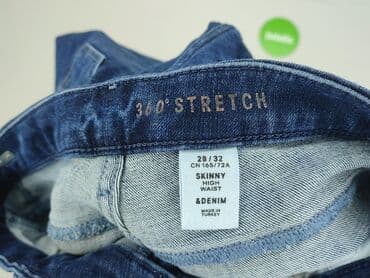 360° STRETCH
28 / 32
CN 165/72A
SKINNY
HIGH
WAIST
&DENIM
MADE IN
TURKEY